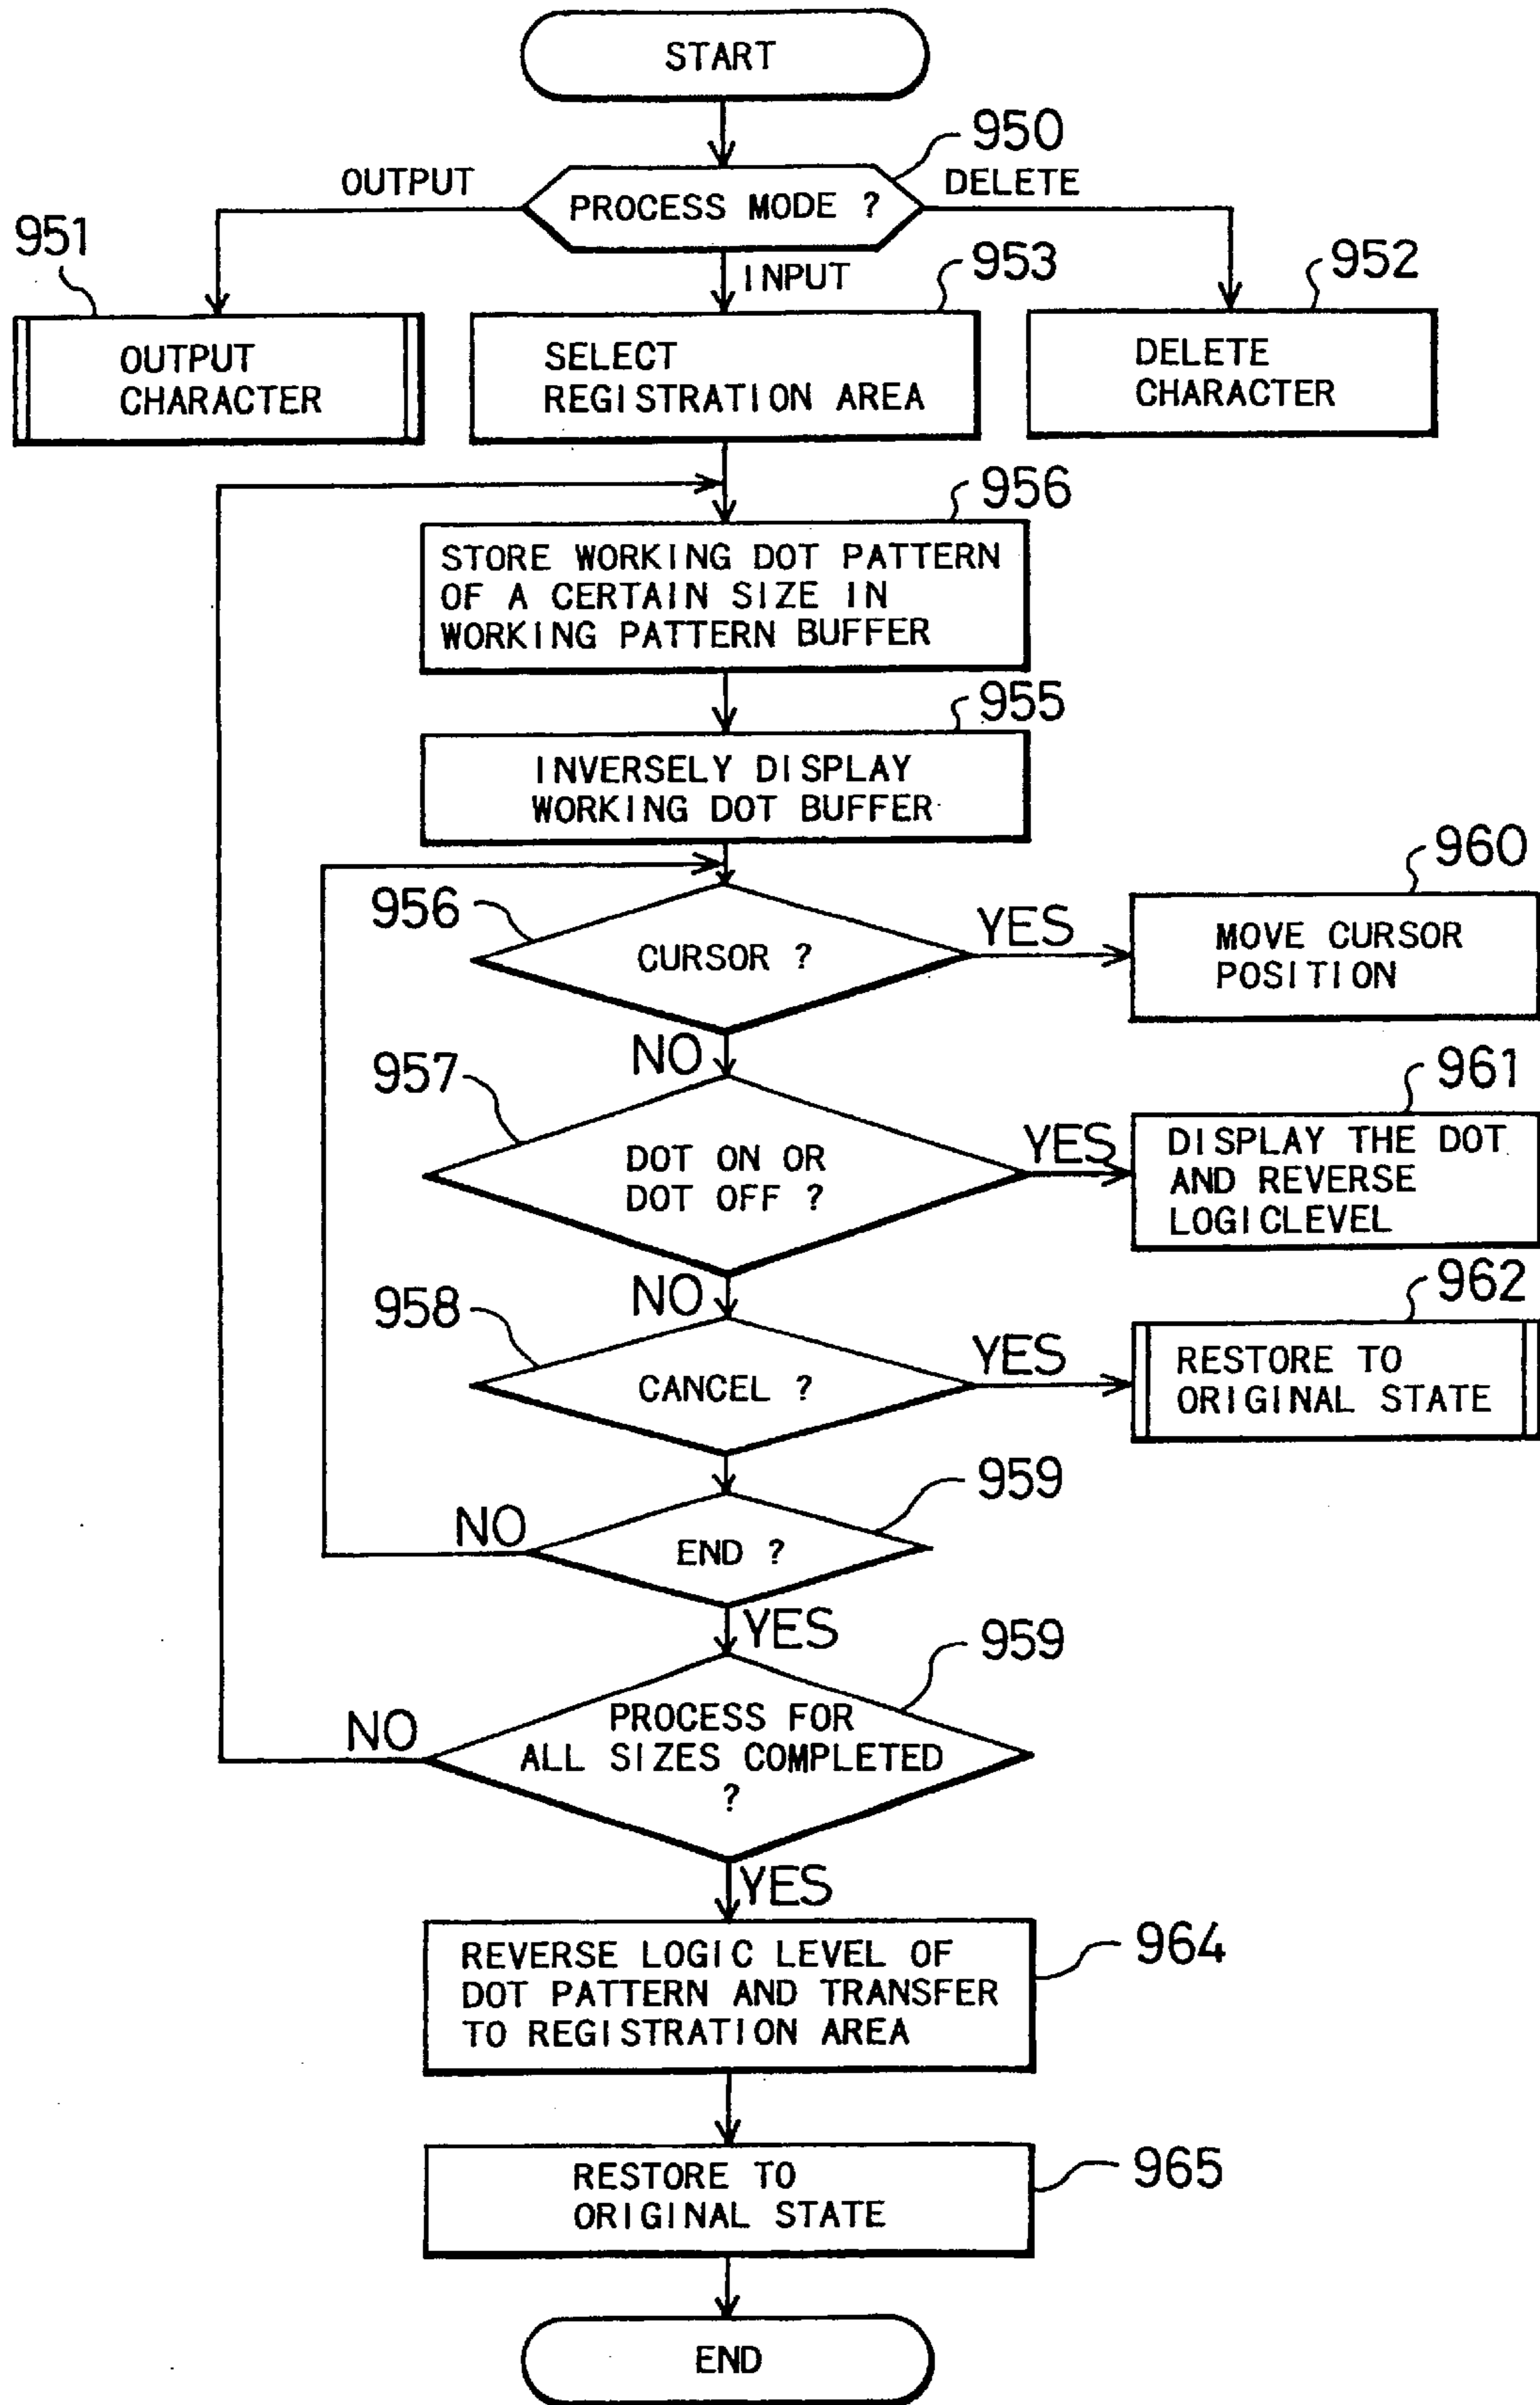 START
950
OUTPUT
DELETE
PROCESS MODE ?
951
INPUT
953
952
OUTPUT
CHARACTER
SELECT
REGISTRATION AREA
DELETE
CHARACTER
956
STORE WORKING DOT PATTERN
OF A CERTAIN SIZE IN
WORKING PATTERN BUFFER
955
INVERSELY DISPLAY
WORKING DOT BUFFER
956
CURSOR ?
YES
960
MOVE CURSOR
POSITION
NO
957
DOT ON OR
DOT OFF ?
YES
961
DISPLAY THE DOT
AND REVERSE
LOGICLEVEL
NO
958
CANCEL ?
YES
962
RESTORE TO
ORIGINAL STATE
959
NO
END ?
YES
959
NO
PROCESS FOR
ALL SIZES COMPLETED
?
YES
964
REVERSE LOGIC LEVEL OF
DOT PATTERN AND TRANSFER
TO REGISTRATION AREA
965
RESTORE TO
ORIGINAL STATE
END